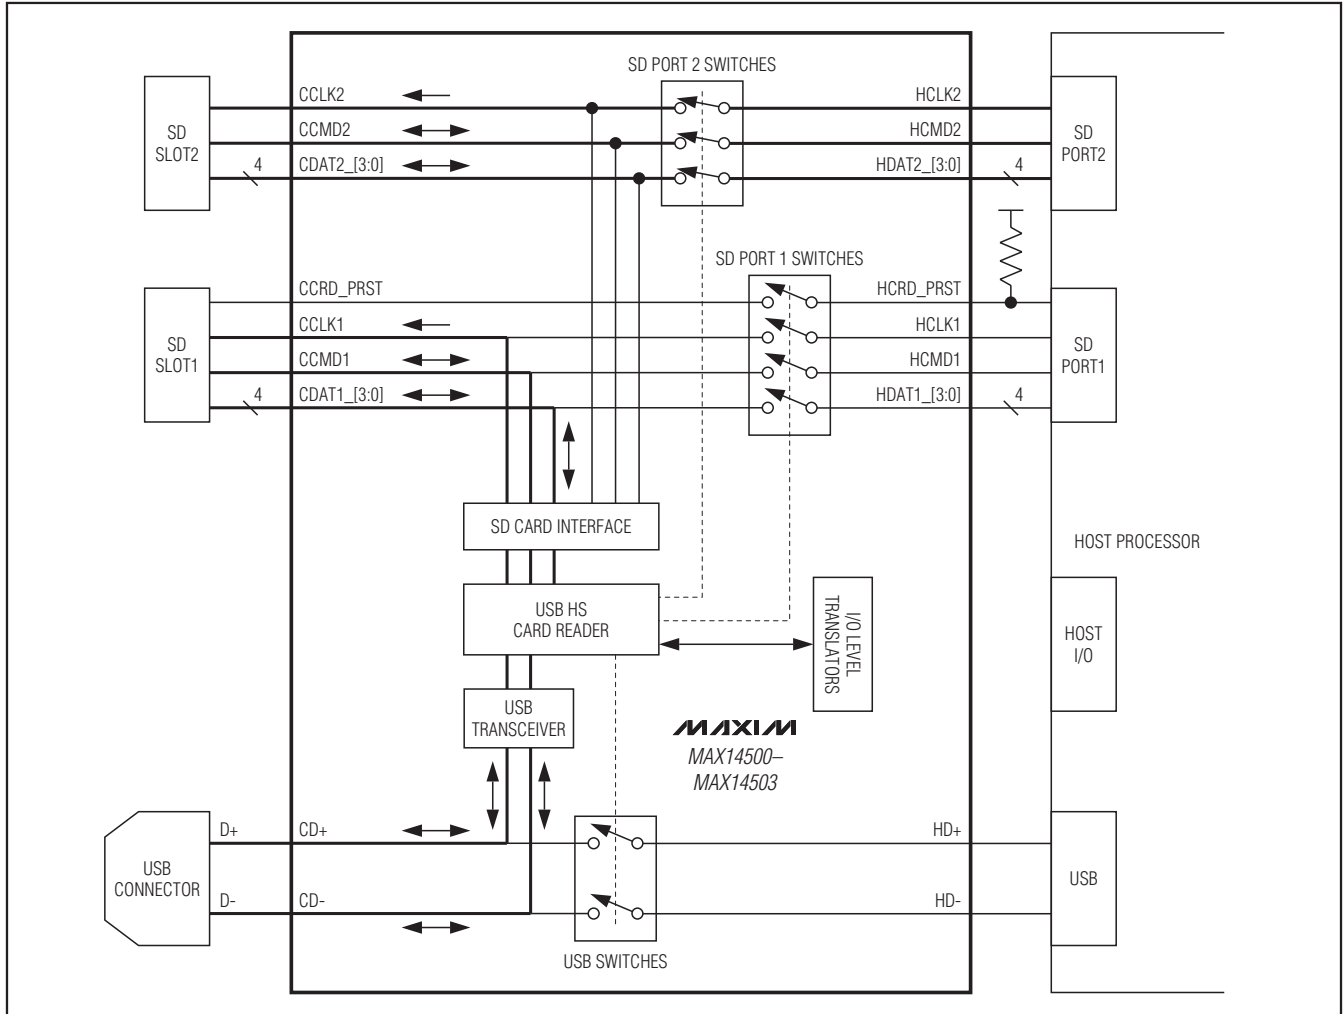 SD PORT 2 SWITCHES
CCLK2
HCLK2
SD
SLOT2
CCMD2
HCMD2
SD
PORT2
4
CDAT2_[3:0]
HDAT2_[3:0]
4
SD PORT 1 SWITCHES
CCRD_PRST
HCRD_PRST
SD
SLOT1
CCLK1
HCLK1
SD
PORT1
CCMD1
HCMD1
4
CDAT1_[3:0]
HDAT1_[3:0]
4
SD CARD INTERFACE
HOST PROCESSOR
USB HS
CARD READER
I/O LEVEL
TRANSLATORS
HOST
I/O
USB
TRANSCEIVER
MAXIM
MAX14500–
MAX14503
D+
CD+
HD+
USB
CONNECTOR
USB
D-
CD-
HD-
USB SWITCHES